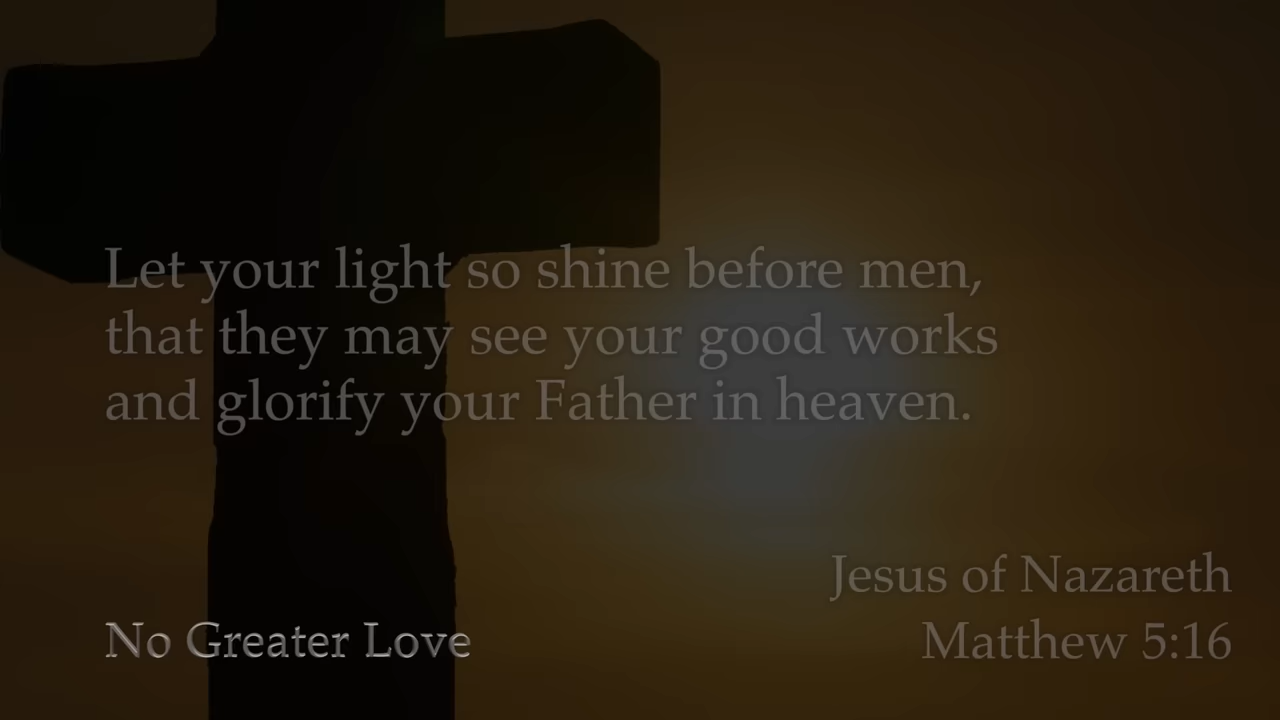 Let your light so shine before men,
that they may see your good works
and glorify your Father in heaven.
Jesus of Nazareth
No Greater Love
Matthew 5:16